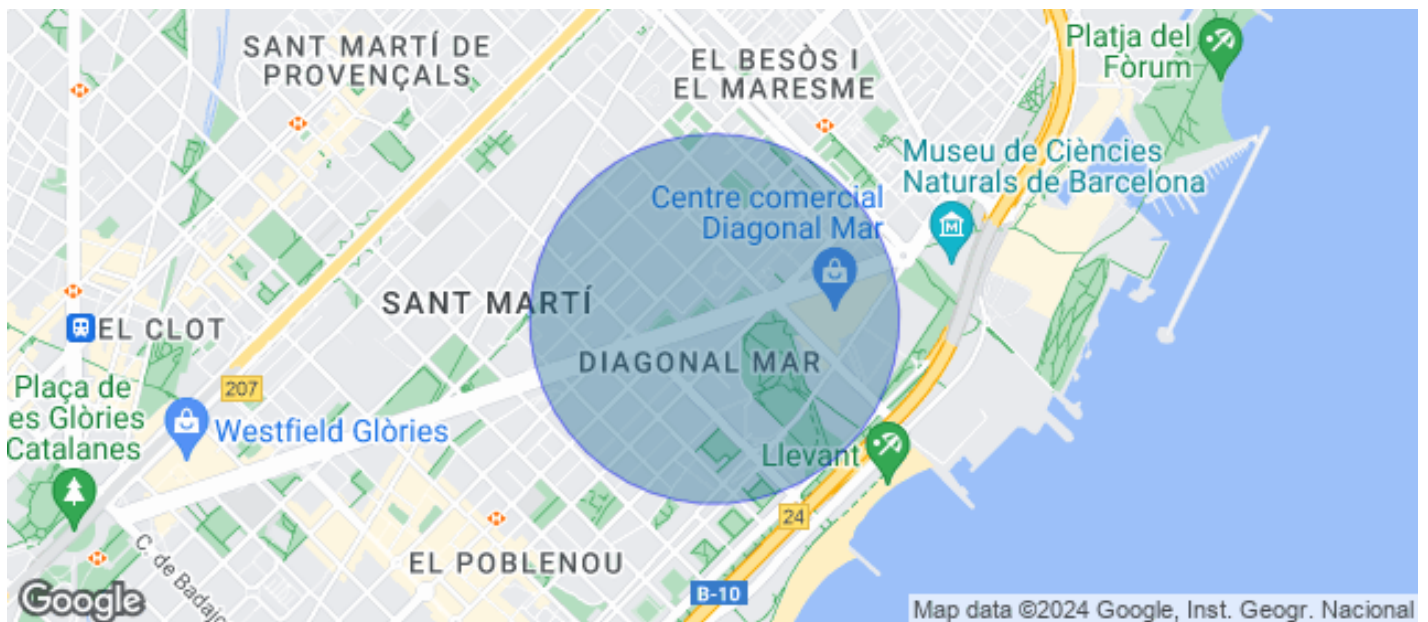 SANT MARTÍ DE
PROVENÇALS
EL BESÒS I
EL MARESME
Platja del
Fòrum
Museu de Ciències
Naturals de Barcelona
Centre comercial
Diagonal Mar
SANT MARTÍ
EL CLOT
DIAGONAL MAR
Plaça de
es Glòries
Catalanes
207
Westfield Glòries
Llevant
24
EL POBLENOU
C. de Badajo
B-10
Google
Map data ©2024 Google, Inst. Geogr. Nacional